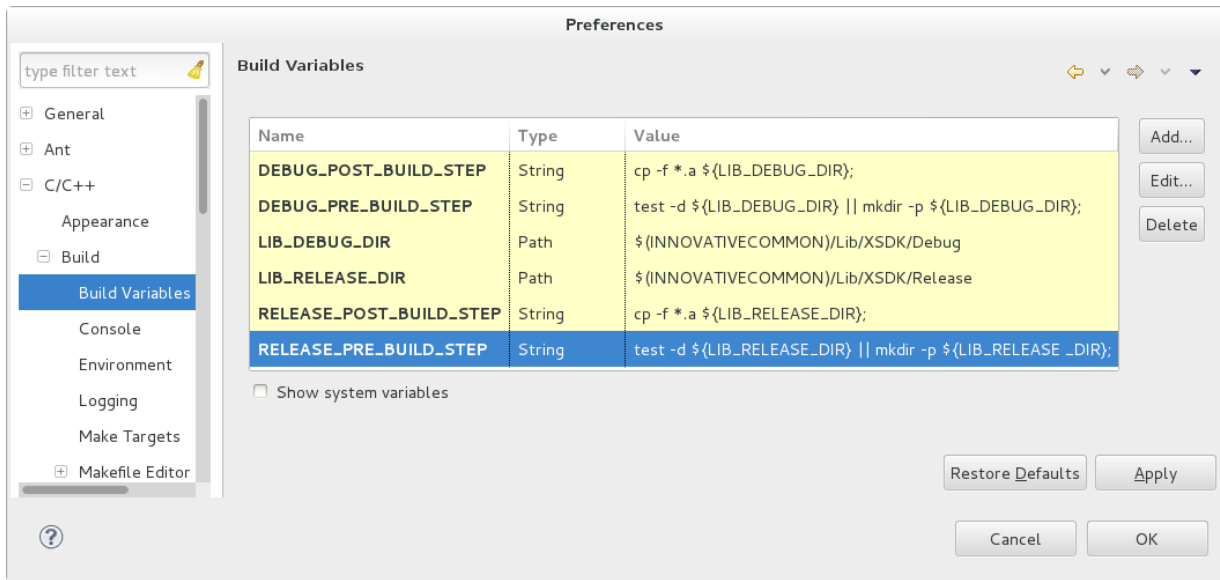 Preferences
type filter text
General
Ant
C/C++
Appearance
Build
Build Variables
Console
Environment
Logging
Make Targets
Makefile Editor
Build Variables
Name Type Value
DEBUG_POST_BUILD_STEP String cp -f *.a ${LIB_DEBUG_DIR};
DEBUG_PRE_BUILD_STEP String test -d ${LIB_DEBUG_DIR} || mkdir -p ${LIB_DEBUG_DIR};
LIB_DEBUG_DIR Path $(INNOVATIVECOMMON)/Lib/XSDK/Debug
LIB_RELEASE_DIR Path $(INNOVATIVECOMMON)/Lib/XSDK/Release
RELEASE_POST_BUILD_STEP String cp -f *.a ${LIB_RELEASE_DIR};
RELEASE_PRE_BUILD_STEP String test -d ${LIB_RELEASE_DIR} || mkdir -p ${LIB_RELEASE _DIR};
Add...
Edit...
Delete
Show system variables
Restore Defaults Apply
Cancel OK